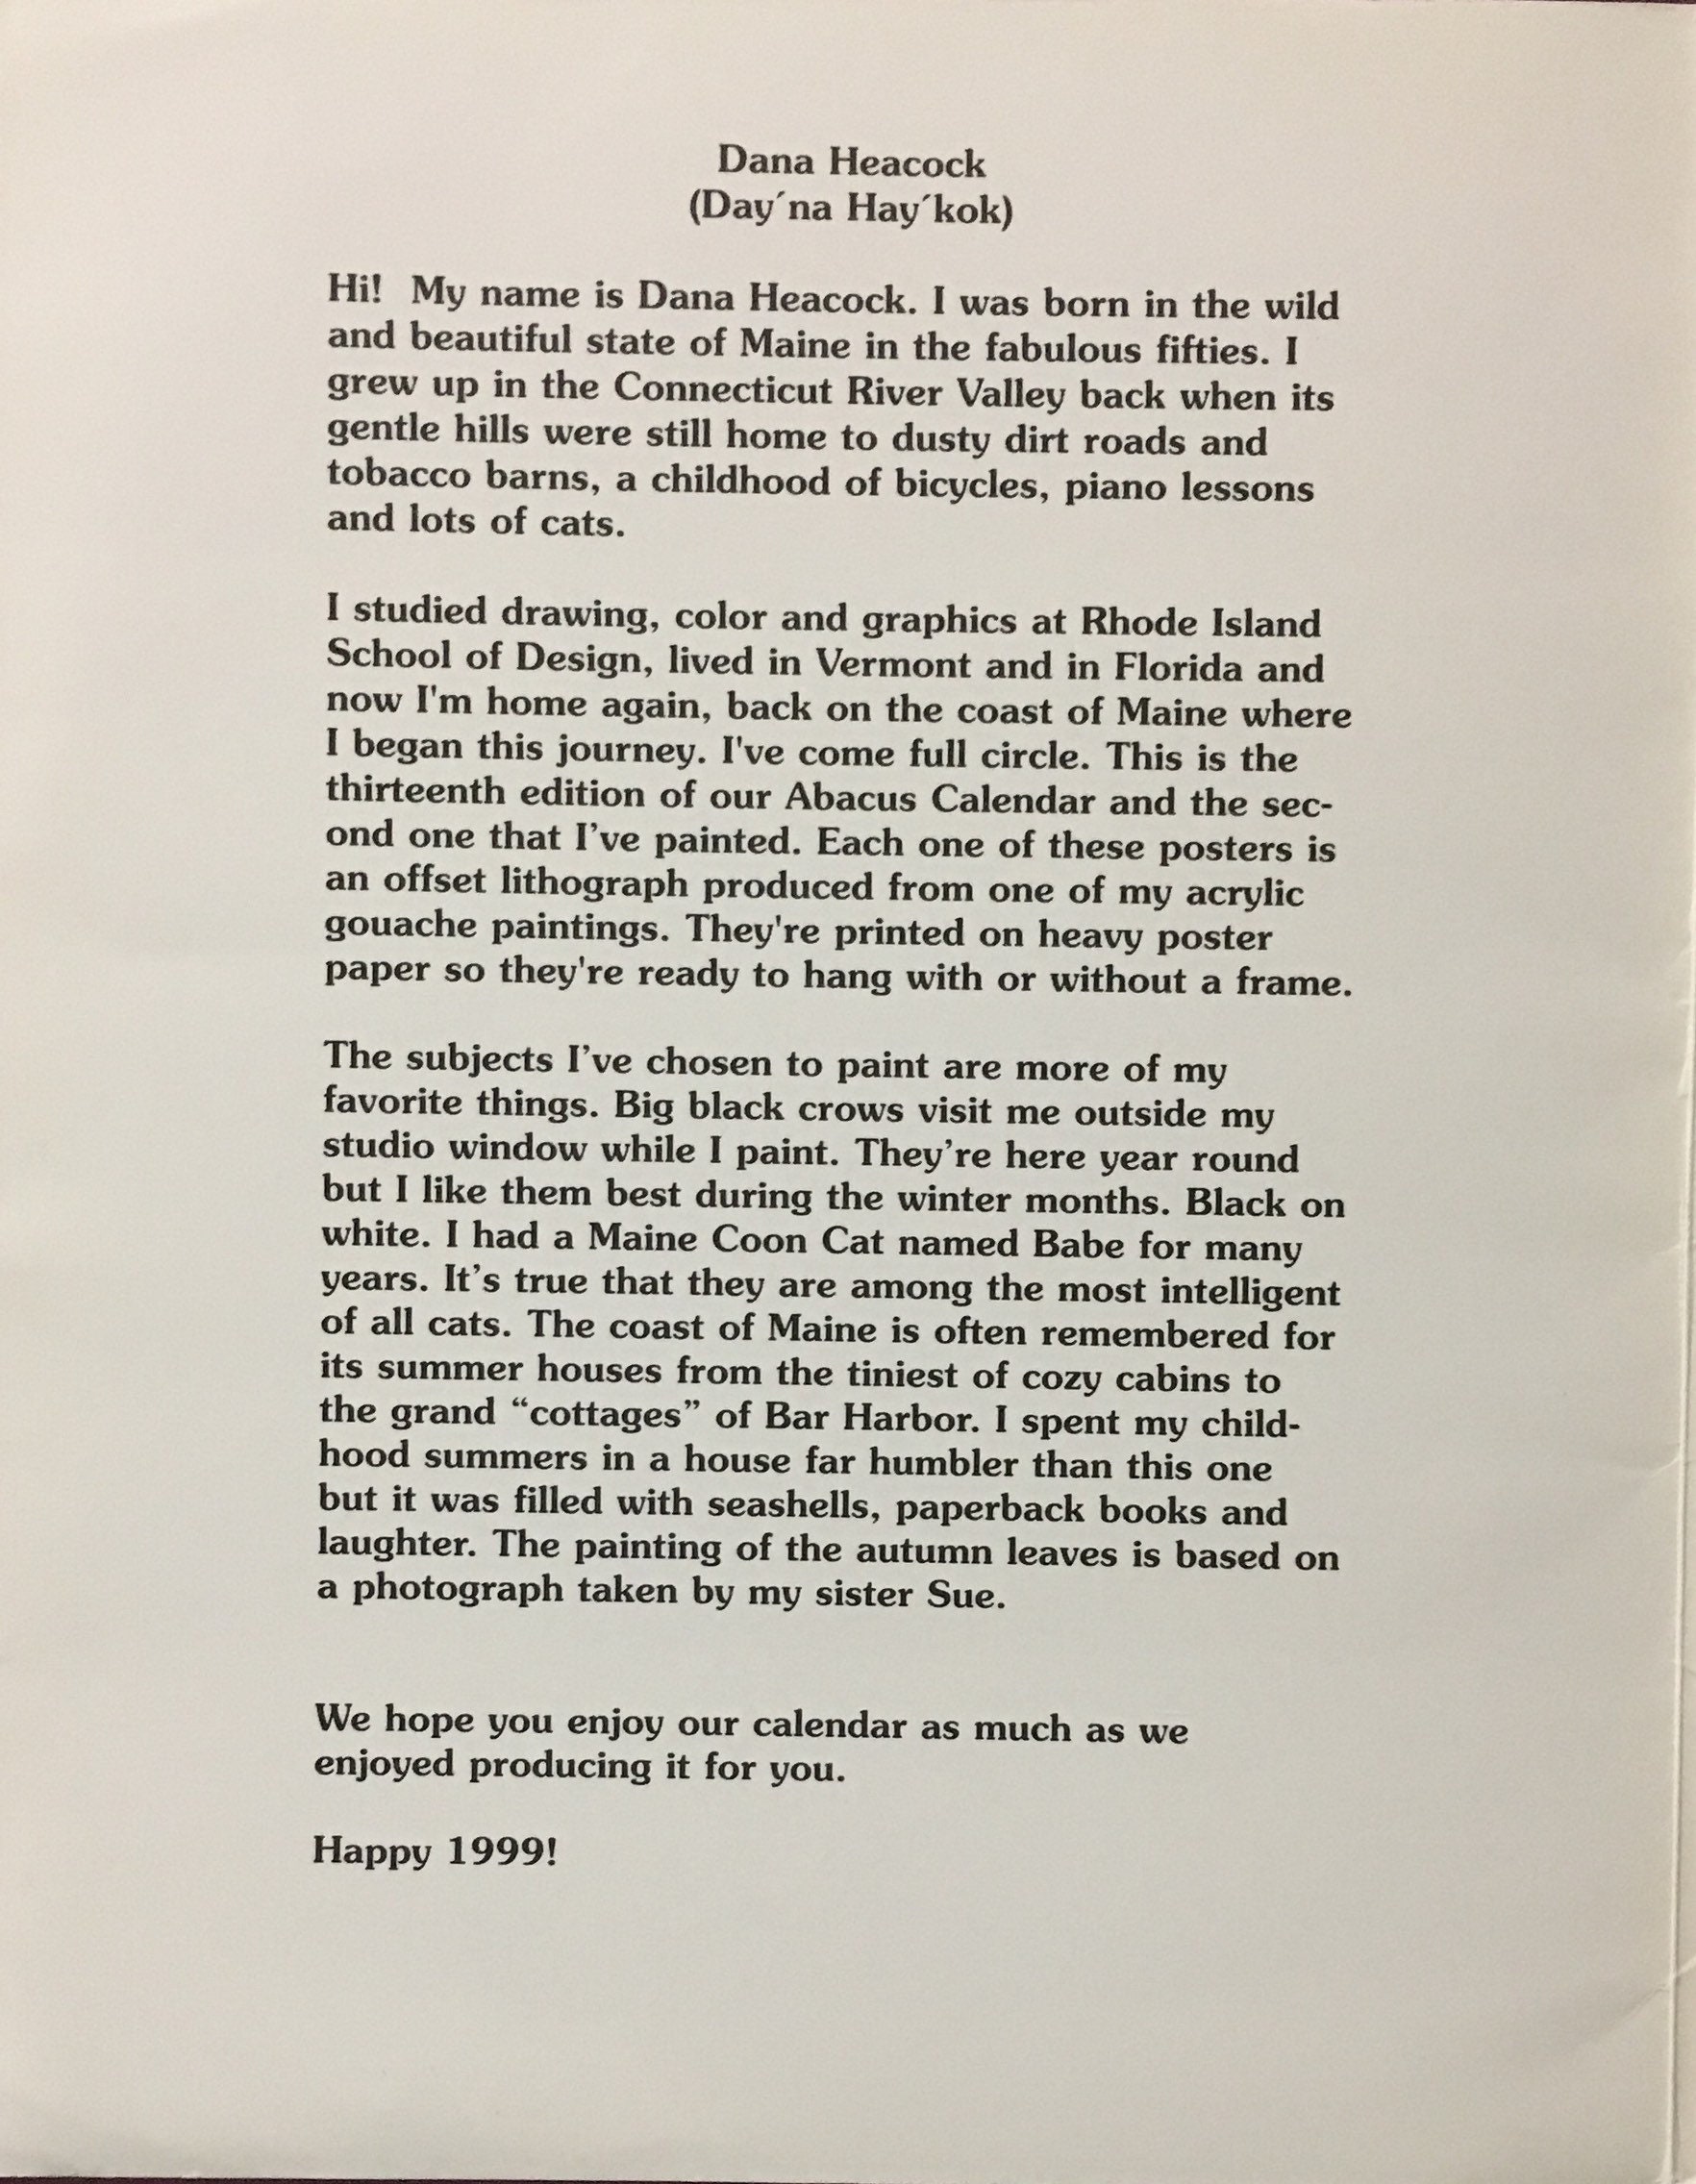 Dana Heacock
(Day´na Hay´kok)
Hi!  My name is Dana Heacock. I was born in the wild
and beautiful state of Maine in the fabulous fifties. I
grew up in the Connecticut River Valley back when its
gentle hills were still home to dusty dirt roads and
tobacco barns, a childhood of bicycles, piano lessons
and lots of cats.
I studied drawing, color and graphics at Rhode Island
School of Design, lived in Vermont and in Florida and
now I'm home again, back on the coast of Maine where
I began this journey. I've come full circle. This is the
thirteenth edition of our Abacus Calendar and the sec-
ond one that I’ve painted. Each one of these posters is
an offset lithograph produced from one of my acrylic
gouache paintings. They're printed on heavy poster
paper so they're ready to hang with or without a frame.
The subjects I’ve chosen to paint are more of my
favorite things. Big black crows visit me outside my
studio window while I paint. They’re here year round
but I like them best during the winter months. Black on
white. I had a Maine Coon Cat named Babe for many
years. It’s true that they are among the most intelligent
of all cats. The coast of Maine is often remembered for
its summer houses from the tiniest of cozy cabins to
the grand “cottages” of Bar Harbor. I spent my child-
hood summers in a house far humbler than this one
but it was filled with seashells, paperback books and
laughter. The painting of the autumn leaves is based on
a photograph taken by my sister Sue.
We hope you enjoy our calendar as much as we
enjoyed producing it for you.
Happy 1999!